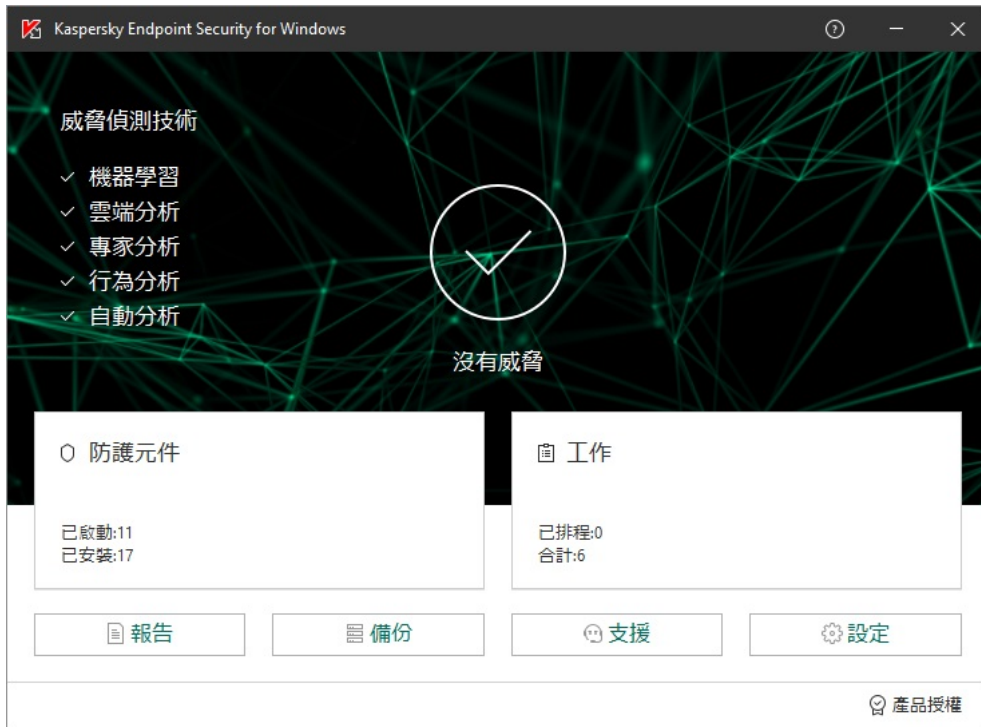 Kaspersky Endpoint Security for Windows
威脅偵測技術
機器學習
雲端分析
專家分析
行為分析
自動分析
沒有威脅
防護元件
已啟動:11
已安裝:17
工作
已排程:0
合計:6
報告
備份
支援
設定
產品授權